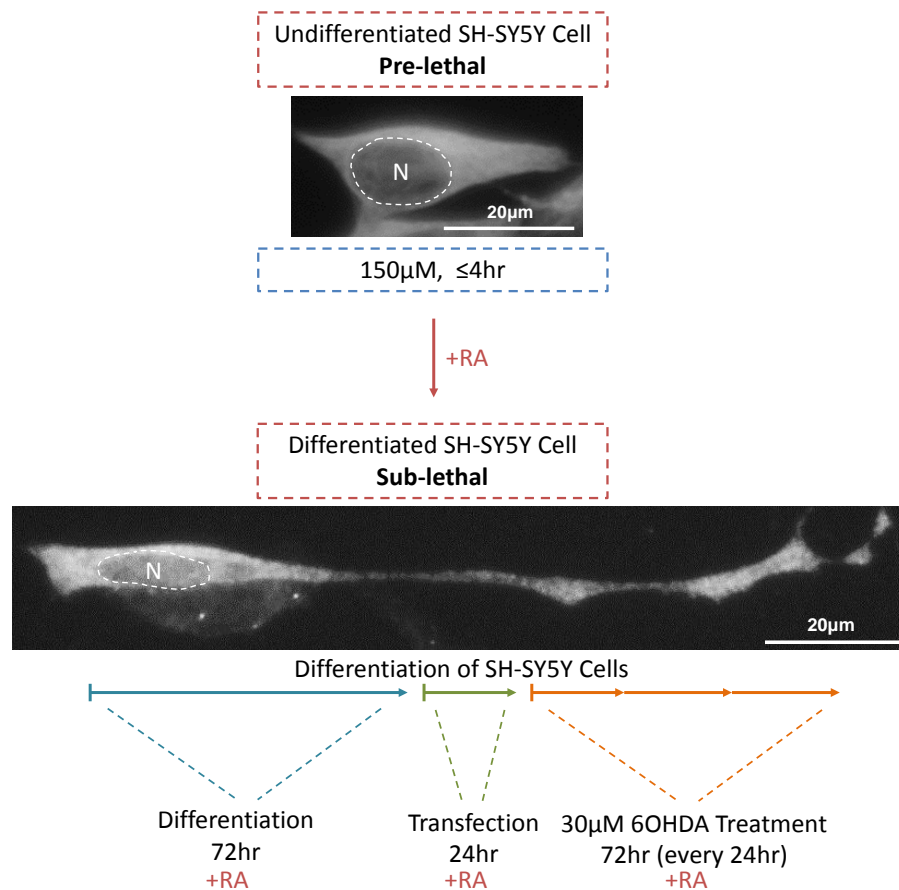 Undifferentiated SH-SY5Y Cell
Pre-lethal
N
20µm
150µM, ≤4hr
+RA
Differentiated SH-SY5Y Cell
Sub-lethal
N
20µm
Differentiation of SH-SY5Y Cells
Differentiation
72hr
+RA
Transfection
24hr
+RA
30µM 6OHDA Treatment
72hr (every 24hr)
+RA